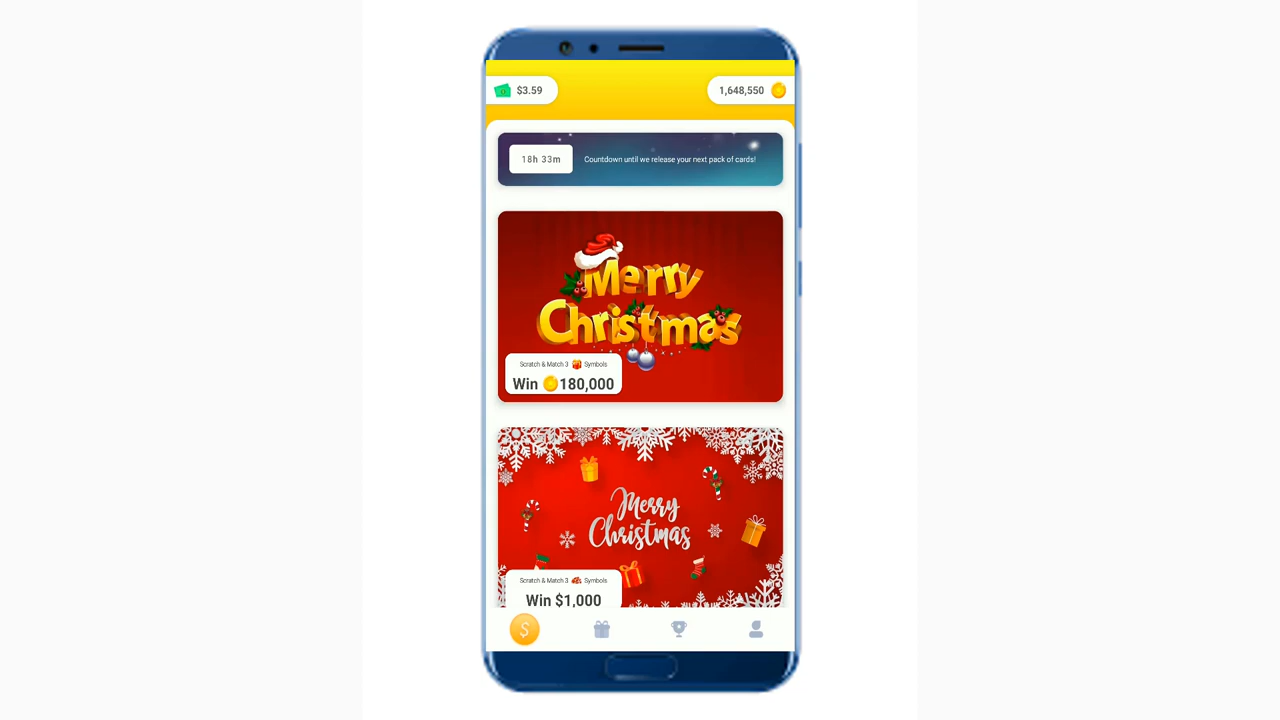 $3.59
1,648,550
18h 33m
Countdown until we release your next pack of cards!
Merry
Christmas
Scratch & Match 3 Symbols
Win 180,000
Merry
Christmas
Scratch & Match 3 Symbols
Win $1,000
$